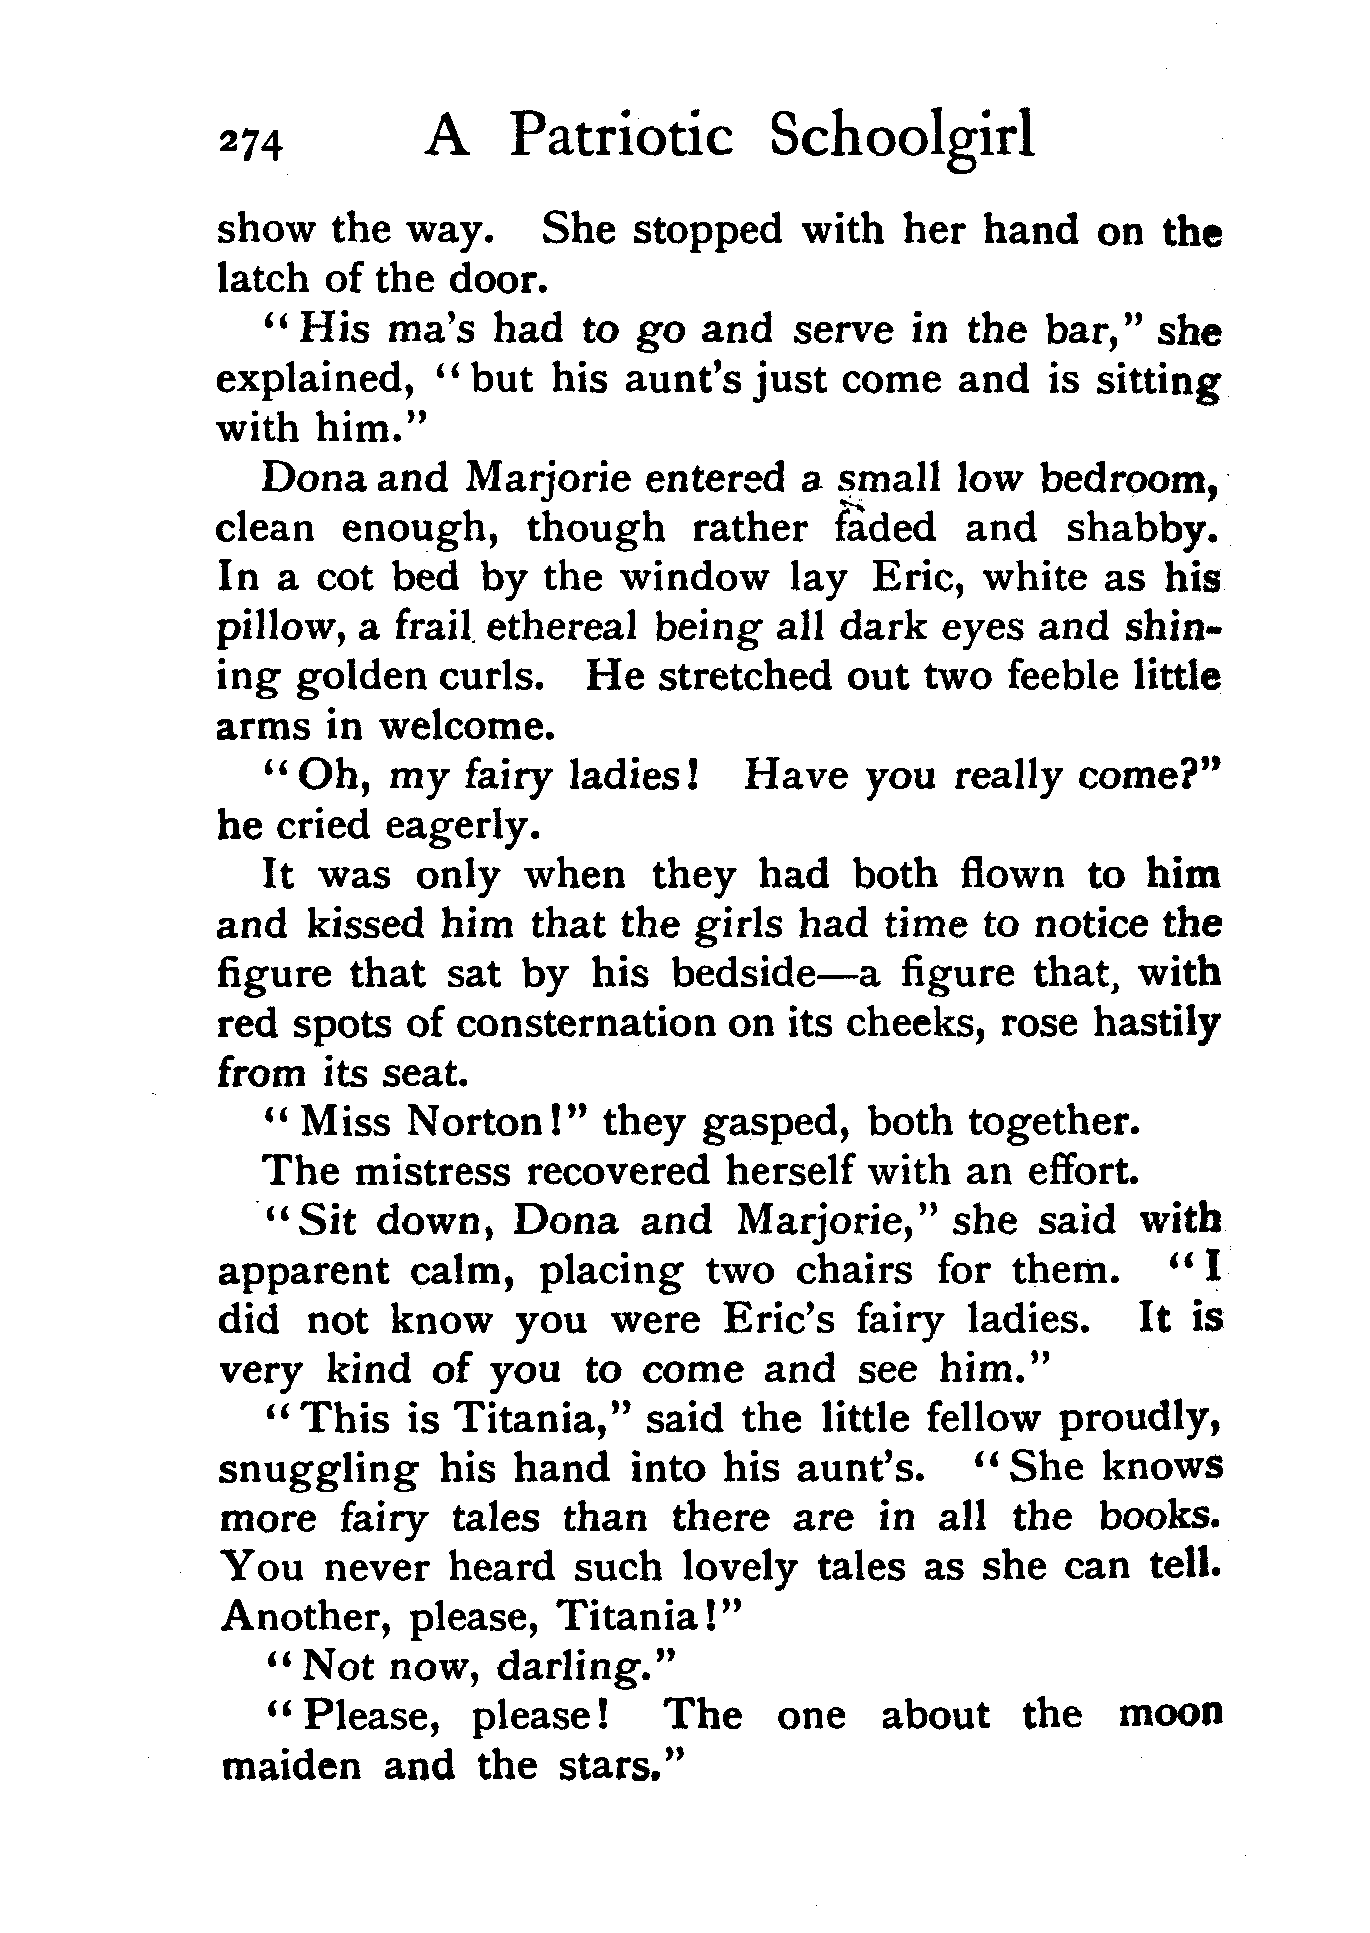 274 A Patriotic Schoolgirl
show the way. She stopped with her hand on the
latch of the door.
"His ma's had to go and serve in the bar," she
explained, "but his aunt's just come and is sitting
with him."
Dona and Marjorie entered a small low bedroom,
clean enough, though rather faded and shabby.
In a cot bed by the window lay Eric, white as his
pillow, a frail ethereal being all dark eyes and shin-
ing golden curls. He stretched out two feeble little
arms in welcome.
"Oh, my fairy ladies! Have you really come?"
he cried eagerly.
It was only when they had both flown to him
and kissed him that the girls had time to notice the
figure that sat by his bedside—a figure that, with
red spots of consternation on its cheeks, rose hastily
from its seat.
"Miss Norton!" they gasped, both together.
The mistress recovered herself with an effort.
"Sit down, Dona and Marjorie," she said with
apparent calm, placing two chairs for them. "I
did not know you were Eric's fairy ladies. It is
very kind of you to come and see him."
"This is Titania," said the little fellow proudly,
snuggling his hand into his aunt's. "She knows
more fairy tales than there are in all the books.
You never heard such lovely tales as she can tell.
Another, please, Titania!"
"Not now, darling."
"Please, please! The one about the moon
maiden and the stars."